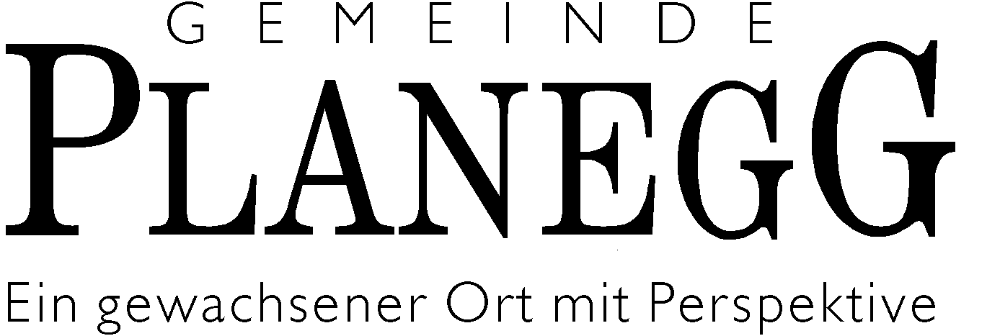 GEMEINDE
PLANEGG
Ein gewachsener Ort mit Perspektive